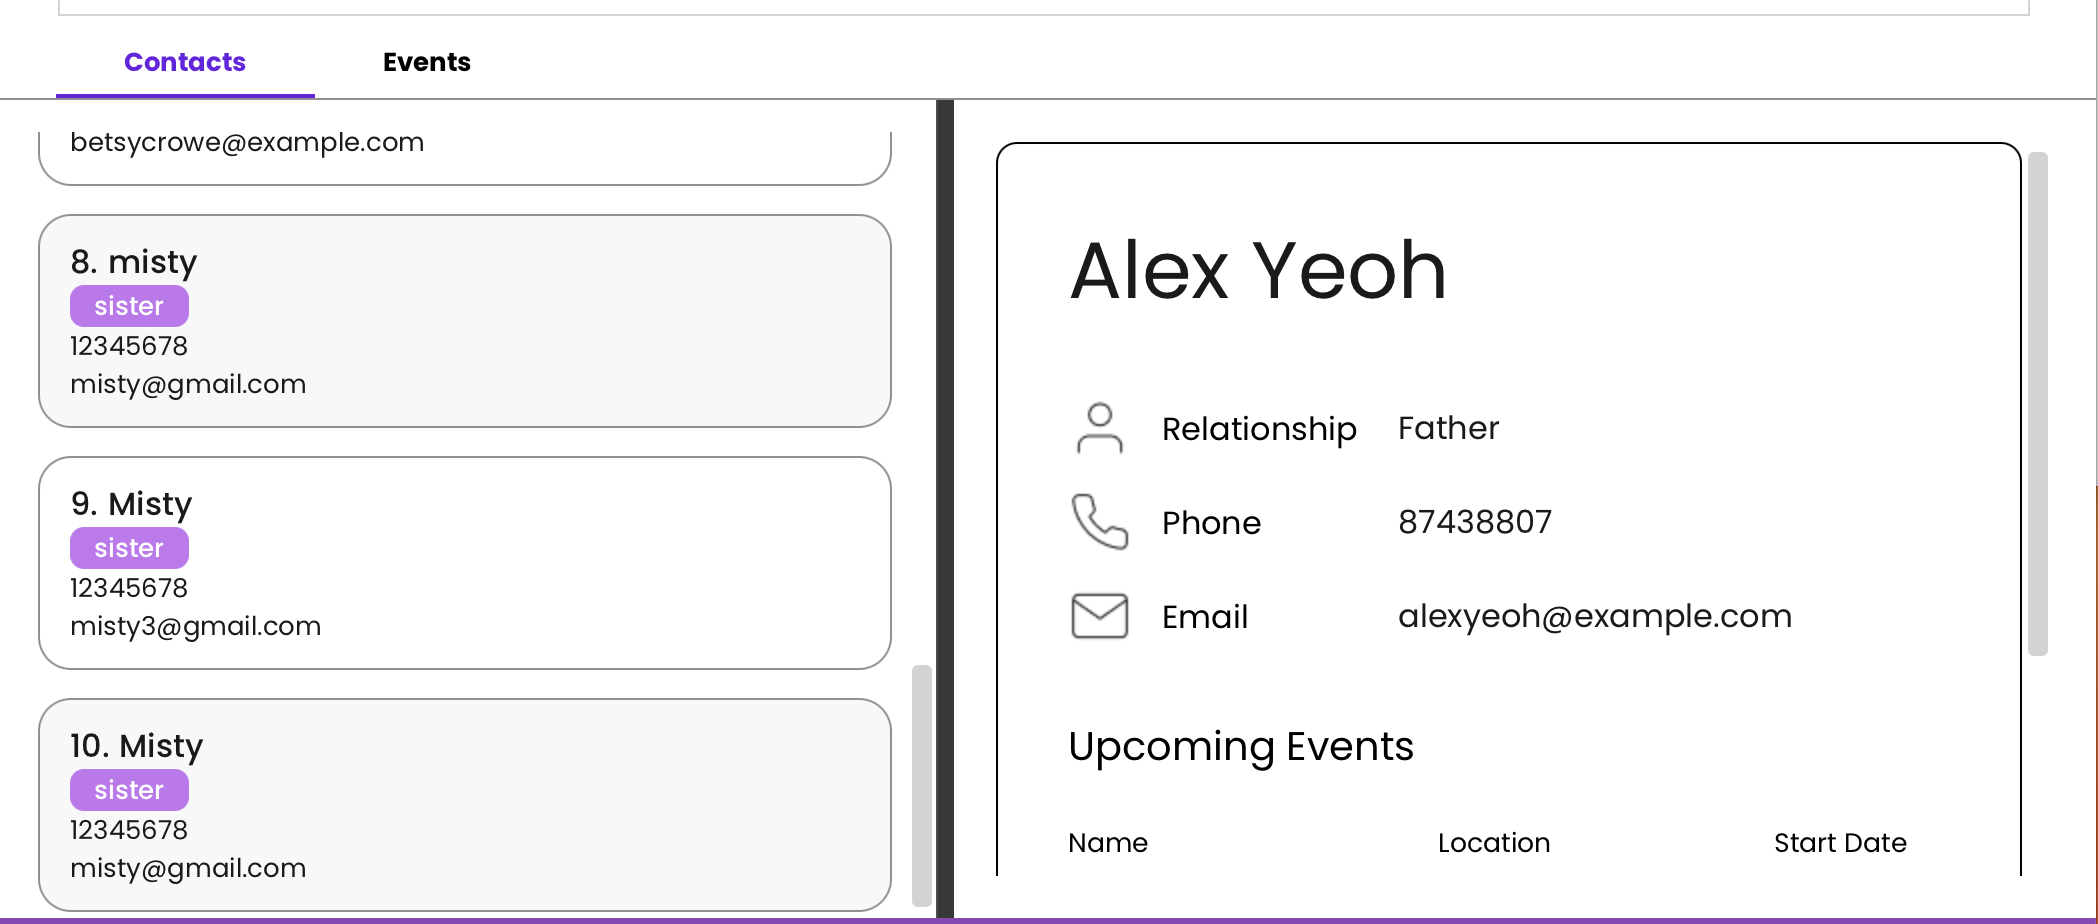 Contacts Events
betsycrowe@example.com
8. misty
sister
12345678
misty@gmail.com
9. Misty
sister
12345678
misty3@gmail.com
10. Misty
sister
12345678
misty@gmail.com
Alex Yeoh
Relationship Father
Phone 87438807
Email alexyeoh@example.com
Upcoming Events
Name Location Start Date